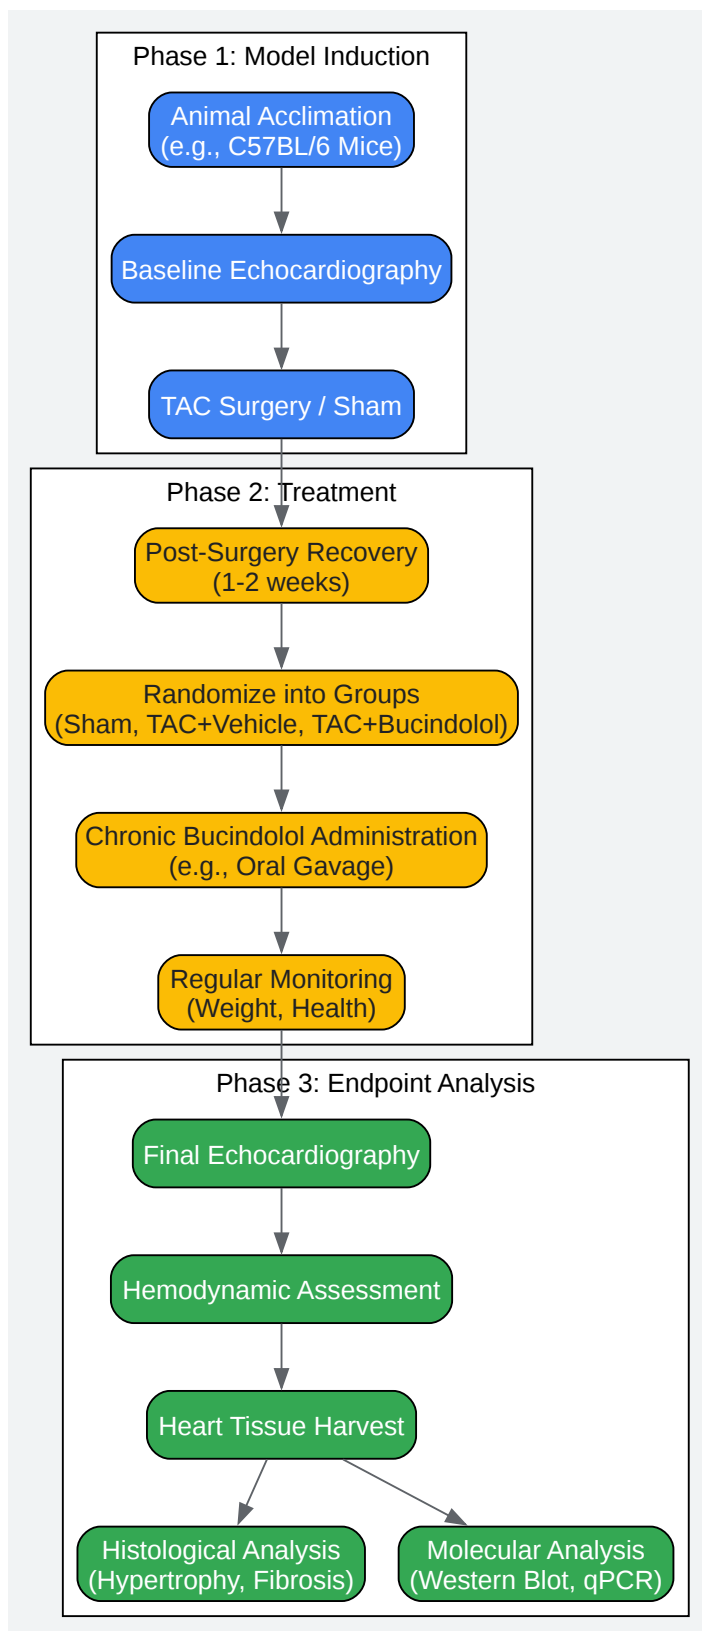 Phase 1: Model Induction
Animal Acclimation
(e.g., C57BL/6 Mice)
Baseline Echocardiography
TAC Surgery / Sham
Phase 2: Treatment
Post-Surgery Recovery
(1-2 weeks)
Randomize into Groups
(Sham, TAC+Vehicle, TAC+Bucindolol)
Chronic Bucindolol Administration
(e.g., Oral Gavage)
Regular Monitoring
(Weight, Health)
Phase 3: Endpoint Analysis
Final Echocardiography
Hemodynamic Assessment
Heart Tissue Harvest
Histological Analysis
(Hypertrophy, Fibrosis)
Molecular Analysis
(Western Blot, qPCR)